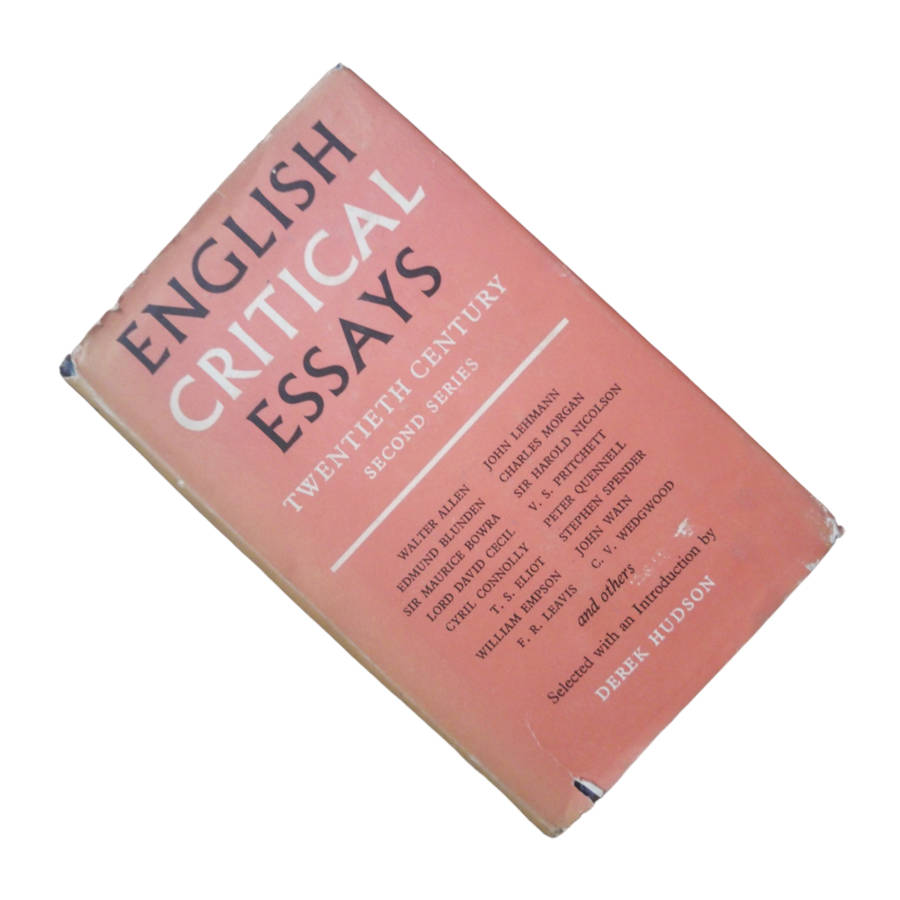 ENGLISH
CRITICAL
ESSAYS
TWENTIETH CENTURY
SECOND SERIES
WALTER ALLEN
EDMUND BLUNDEN
SIR MAURICE BOWRA
LORD DAVID CECIL
CYRIL CONNOLLY
T. S. ELIOT
WILLIAM EMPSON
F. R. LEAVIS
JOHN LEHMANN
CHARLES MORGAN
SIR HAROLD NICOLSON
V. S. PRITCHETT
PETER QUENNELL
STEPHEN SPENDER
JOHN WAIN
C. V. WEDGWOOD
and others
Selected with an Introduction by
DEREK HUDSON